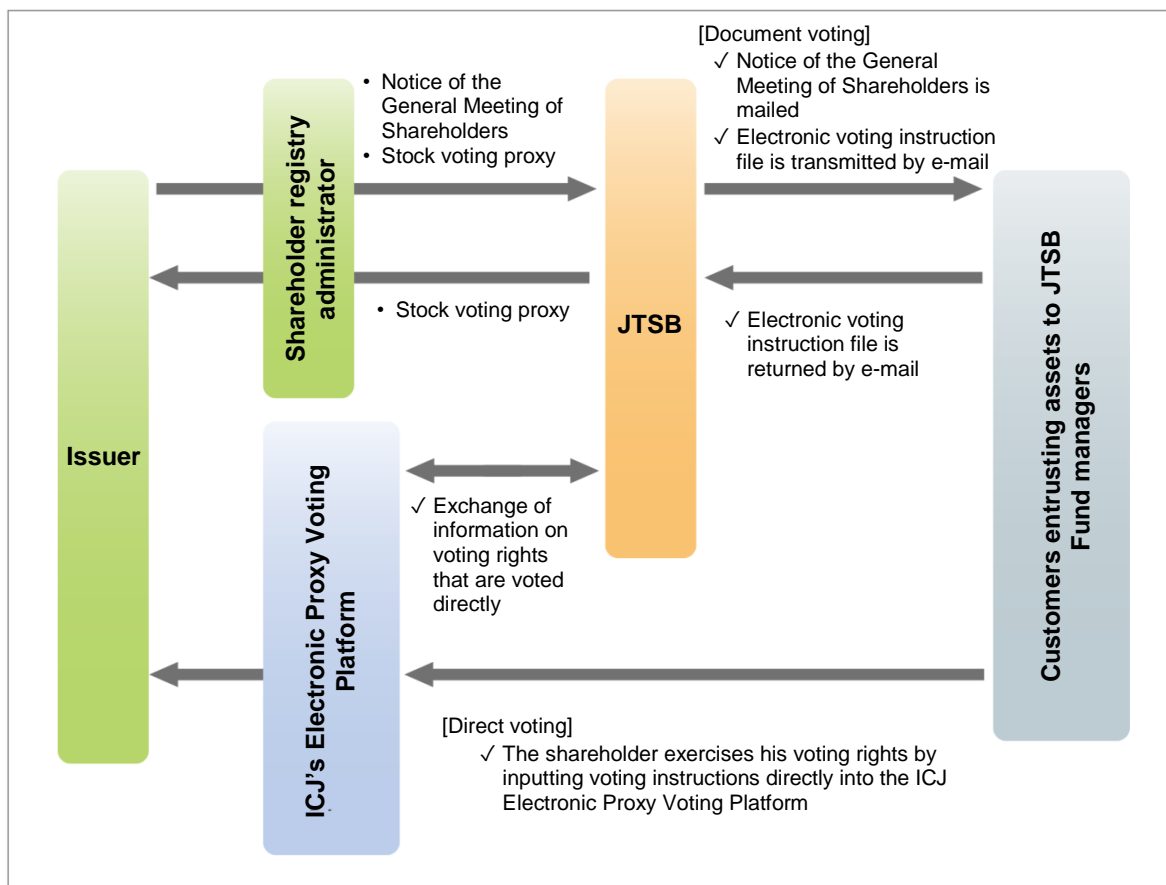 [Document voting]
✓ Notice of the General
Meeting of Shareholders is
mailed
✓ Electronic voting instruction
file is transmitted by e-mail
• Notice of the
General Meeting of
Shareholders
• Stock voting proxy
Shareholder registry
administrator
• Stock voting proxy
JTSB
✓ Electronic voting
instruction file is
returned by e-mail
Customers entrusting assets to JTSB
Fund managers
Issuer
ICJ's Electronic Proxy Voting
Platform
✓ Exchange of
information on
voting rights
that are voted
directly
[Direct voting]
✓ The shareholder exercises his voting rights by
inputting voting instructions directly into the ICJ
Electronic Proxy Voting Platform